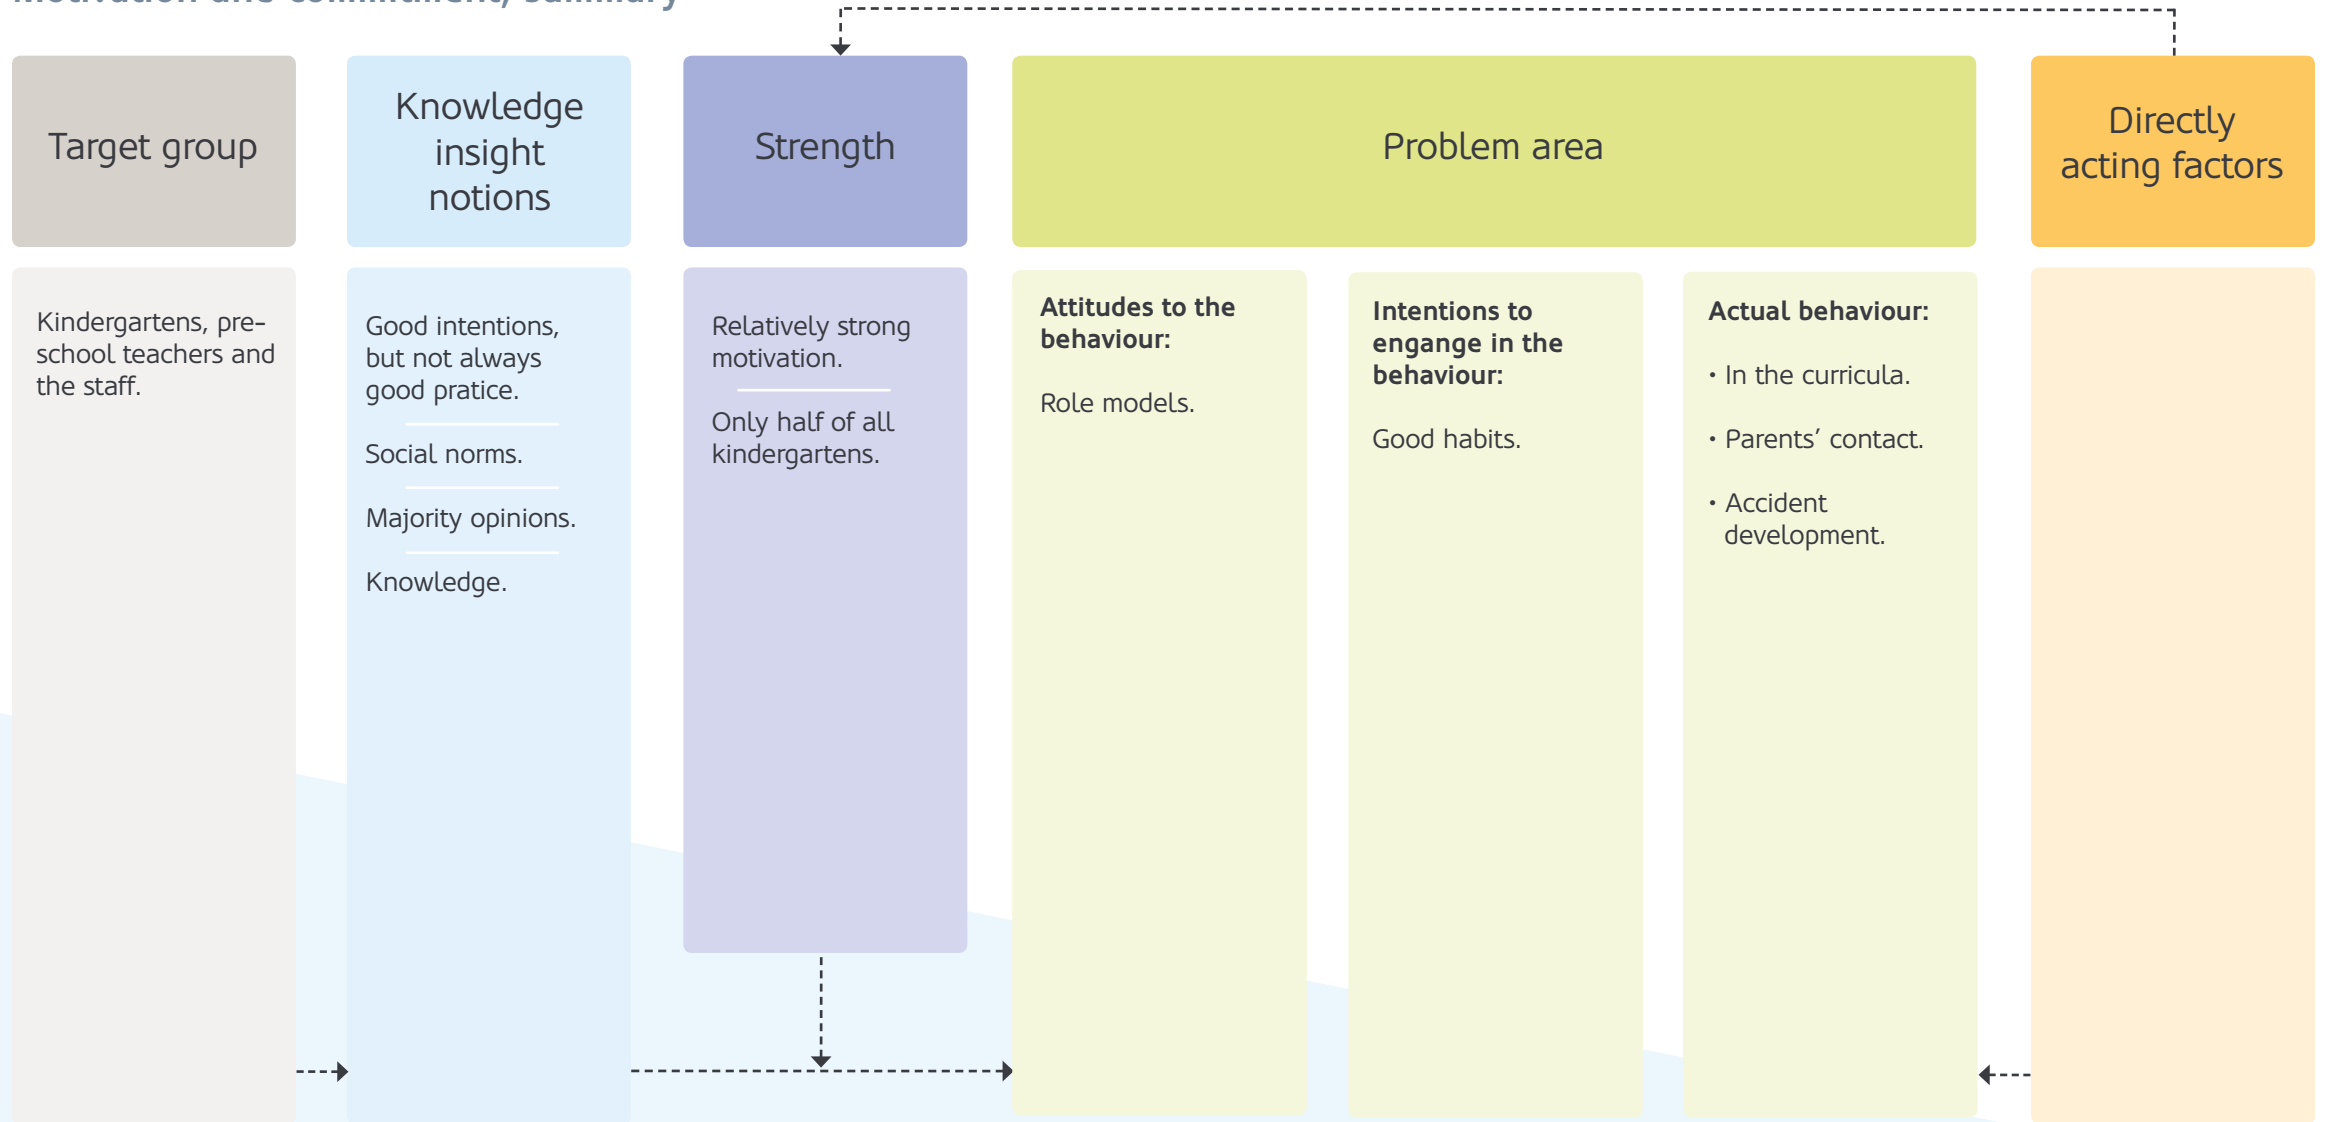 Target group
Knowledge
insight
notions
Strength
Problem area
Directly
acting factors
Kindergartens, pre-
school teachers and
the staff.
Good intentions,
but not always
good pratice.
Social norms.
Majority opinions.
Knowledge.
Relatively strong
motivation.
Only half of all
kindergartens.
Attitudes to the
behaviour:
Role models.
Intentions to
engange in the
behaviour:
Good habits.
Actual behaviour:
• In the curricula.
• Parents’ contact.
• Accident
development.